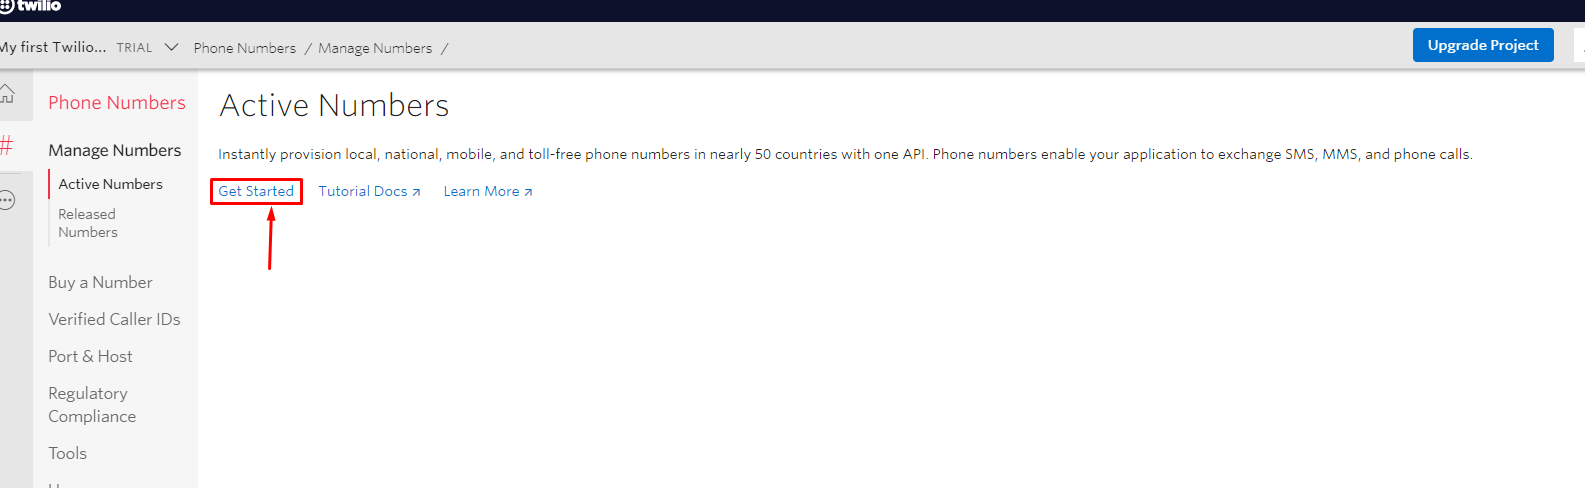 twilio
My first Twilio... TRIAL Phone Numbers / Manage Numbers /
Upgrade Project
Phone Numbers
Manage Numbers
Active Numbers
Released
Numbers
Buy a Number
Verified Caller IDs
Port & Host
Regulatory
Compliance
Tools
Active Numbers
Instantly provision local, national, mobile, and toll-free phone numbers in nearly 50 countries with one API. Phone numbers enable your application to exchange SMS, MMS, and phone calls.
Get Started Tutorial Docs Learn More